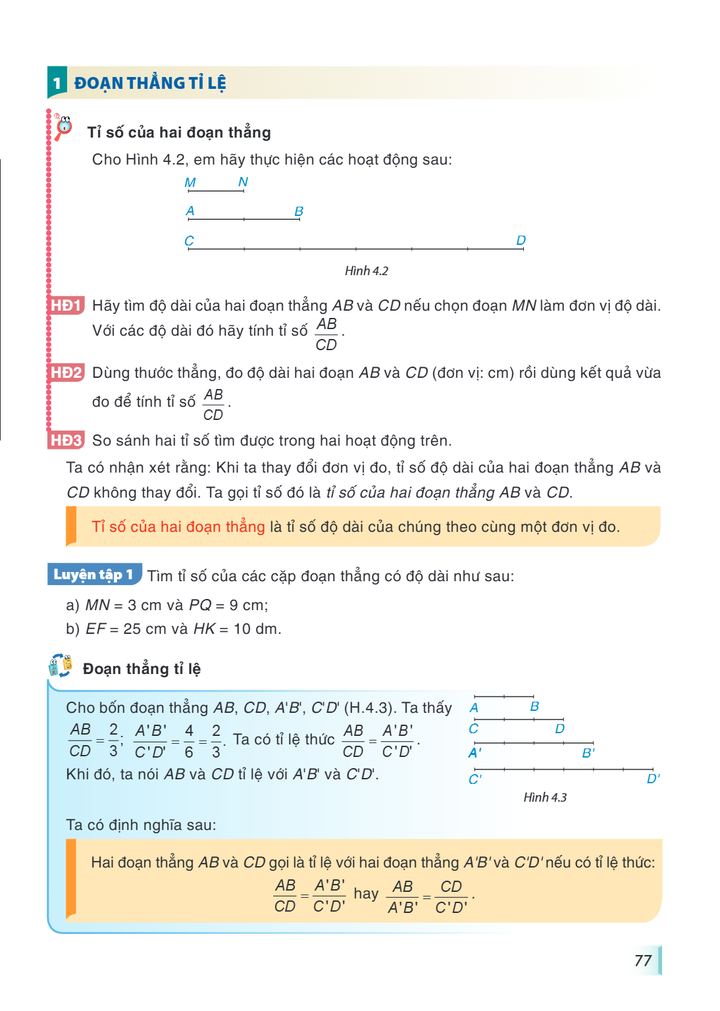 1 ĐOẠN THẲNG TỈ LỆ
Tỉ số của hai đoạn thẳng
Cho Hình 4.2, em hãy thực hiện các hoạt động sau:
M N
A B
C D
Hình 4.2
HĐ1 Hãy tìm độ dài của hai đoạn thẳng AB và CD nếu chọn đoạn MN làm đơn vị độ dài.
Với các độ dài đó hãy tính tỉ số AB/CD.
HĐ2 Dùng thước thẳng, đo độ dài hai đoạn AB và CD (đơn vị: cm) rồi dùng kết quả vừa
đo để tính tỉ số AB/CD.
HĐ3 So sánh hai tỉ số tìm được trong hai hoạt động trên.
Ta có nhận xét rằng: Khi ta thay đổi đơn vị đo, tỉ số độ dài của hai đoạn thẳng AB và
CD không thay đổi. Ta gọi tỉ số đó là tỉ số của hai đoạn thẳng AB và CD.
Tỉ số của hai đoạn thẳng là tỉ số độ dài của chúng theo cùng một đơn vị đo.
Luyện tập 1 Tìm tỉ số của các cặp đoạn thẳng có độ dài như sau:
a) MN = 3 cm và PQ = 9 cm;
b) EF = 25 cm và HK = 10 dm.
Đoạn thẳng tỉ lệ
Cho bốn đoạn thẳng AB, CD, A'B', C'D' (H.4.3). Ta thấy
AB/CD = 2/3; A'B'/C'D' = 4/6 = 2/3. Ta có tỉ lệ thức AB/CD = A'B'/C'D'.
Khi đó, ta nói AB và CD tỉ lệ với A'B' và C'D'.
A B
C D
A' B'
C' D'
Hình 4.3
Ta có định nghĩa sau:
Hai đoạn thẳng AB và CD gọi là tỉ lệ với hai đoạn thẳng A'B' và C'D' nếu có tỉ lệ thức:
AB/CD = A'B'/C'D' hay AB/A'B' = CD/C'D'.
77